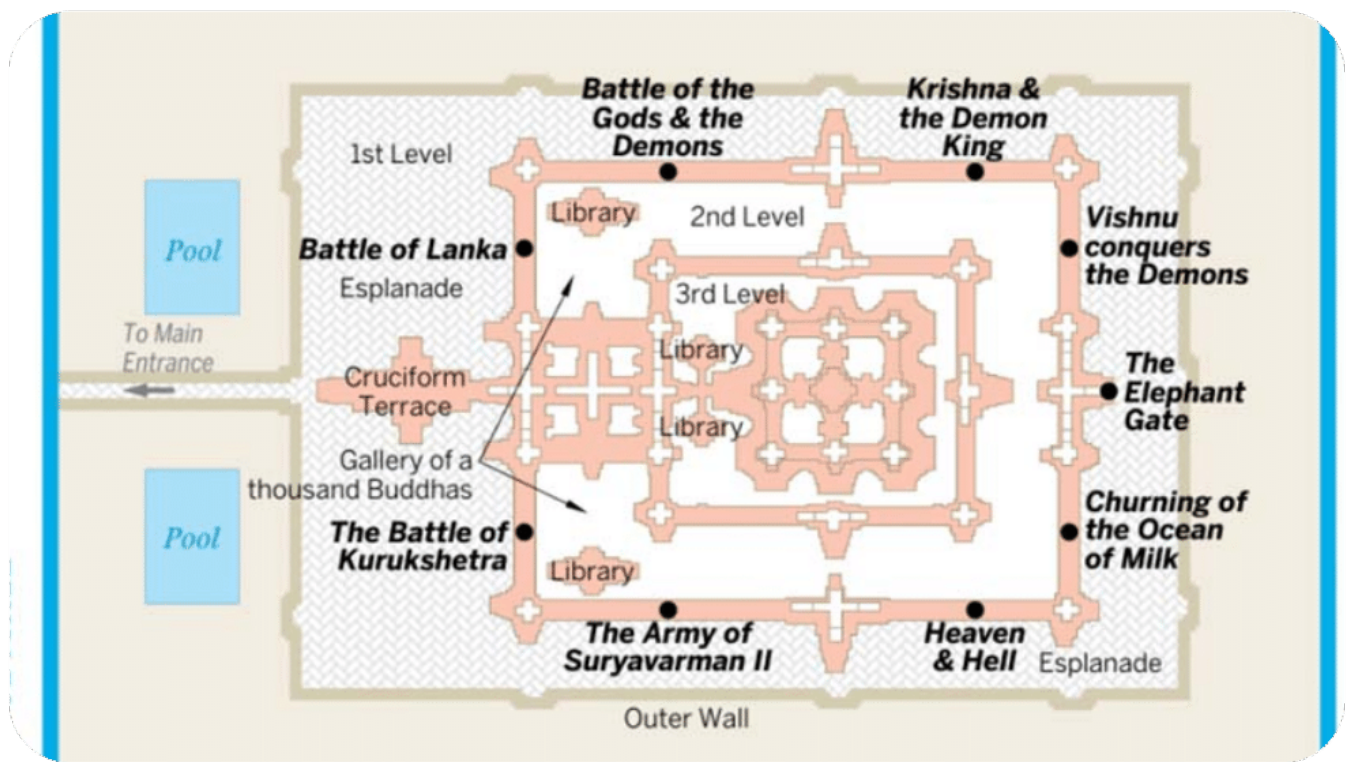 Battle of the
Gods & the
Demons
Krishna &
the Demon
King
1st Level
Library
2nd Level
Vishnu
conquers
the Demons
Pool
Battle of Lanka
Esplanade
3rd Level
To Main
Entrance
Library
Cruciform
Terrace
The
Elephant
Gate
Library
Gallery of a
thousand Buddhas
Pool
The Battle of
Kurukshetra
Churning of
the Ocean
of Milk
Library
The Army of
Suryavarman II
Heaven
& Hell
Esplanade
Outer Wall